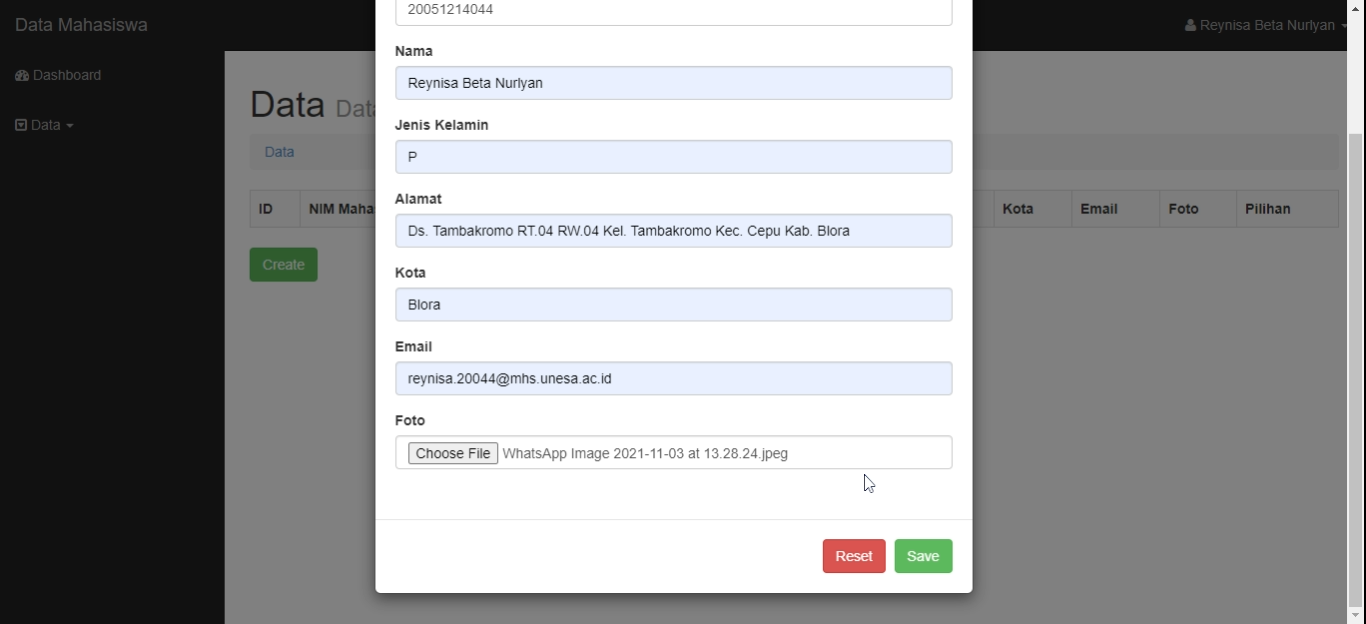 Data Mahasiswa
Reynisa Beta Nurlyan
Dashboard
Data
Data Data
Data
ID NIM Maha Kota Email Foto Pilihan
Create
20051214044
Nama
Reynisa Beta Nurlyan
Jenis Kelamin
P
Alamat
Ds. Tambakromo RT.04 RW.04 Kel. Tambakromo Kec. Cepu Kab. Blora
Kota
Blora
Email
reynisa.20044@mhs.unesa.ac.id
Foto
Choose File WhatsApp Image 2021-11-03 at 13.28.24.jpeg
Reset Save